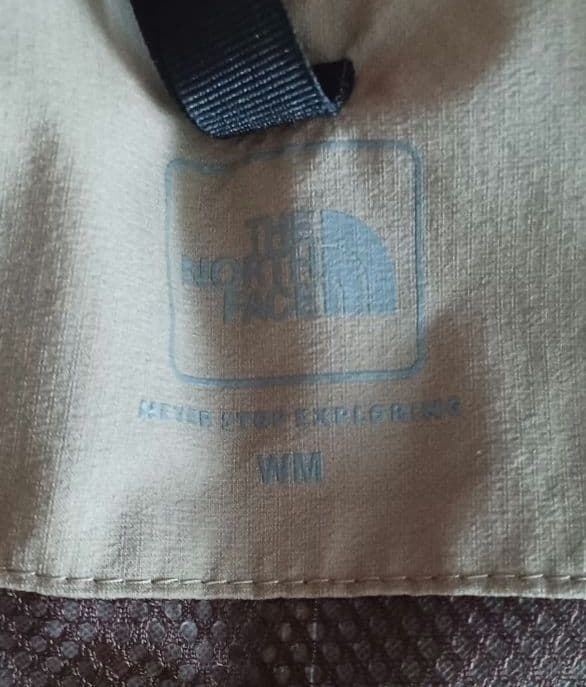 THE
NORTH
FACE
NEVER STOP EXPLORING
WM